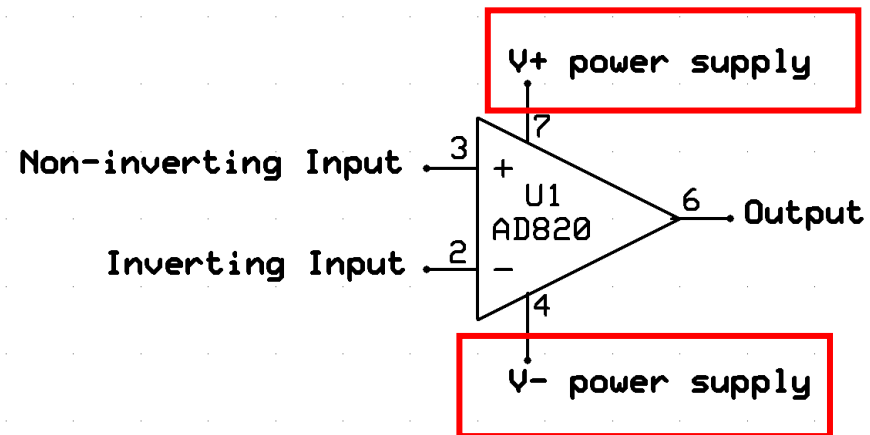 V+ power supply
7
Non-inverting Input
3
+
U1
AD820
6
Output
Inverting Input
2
-
4
V- power supply